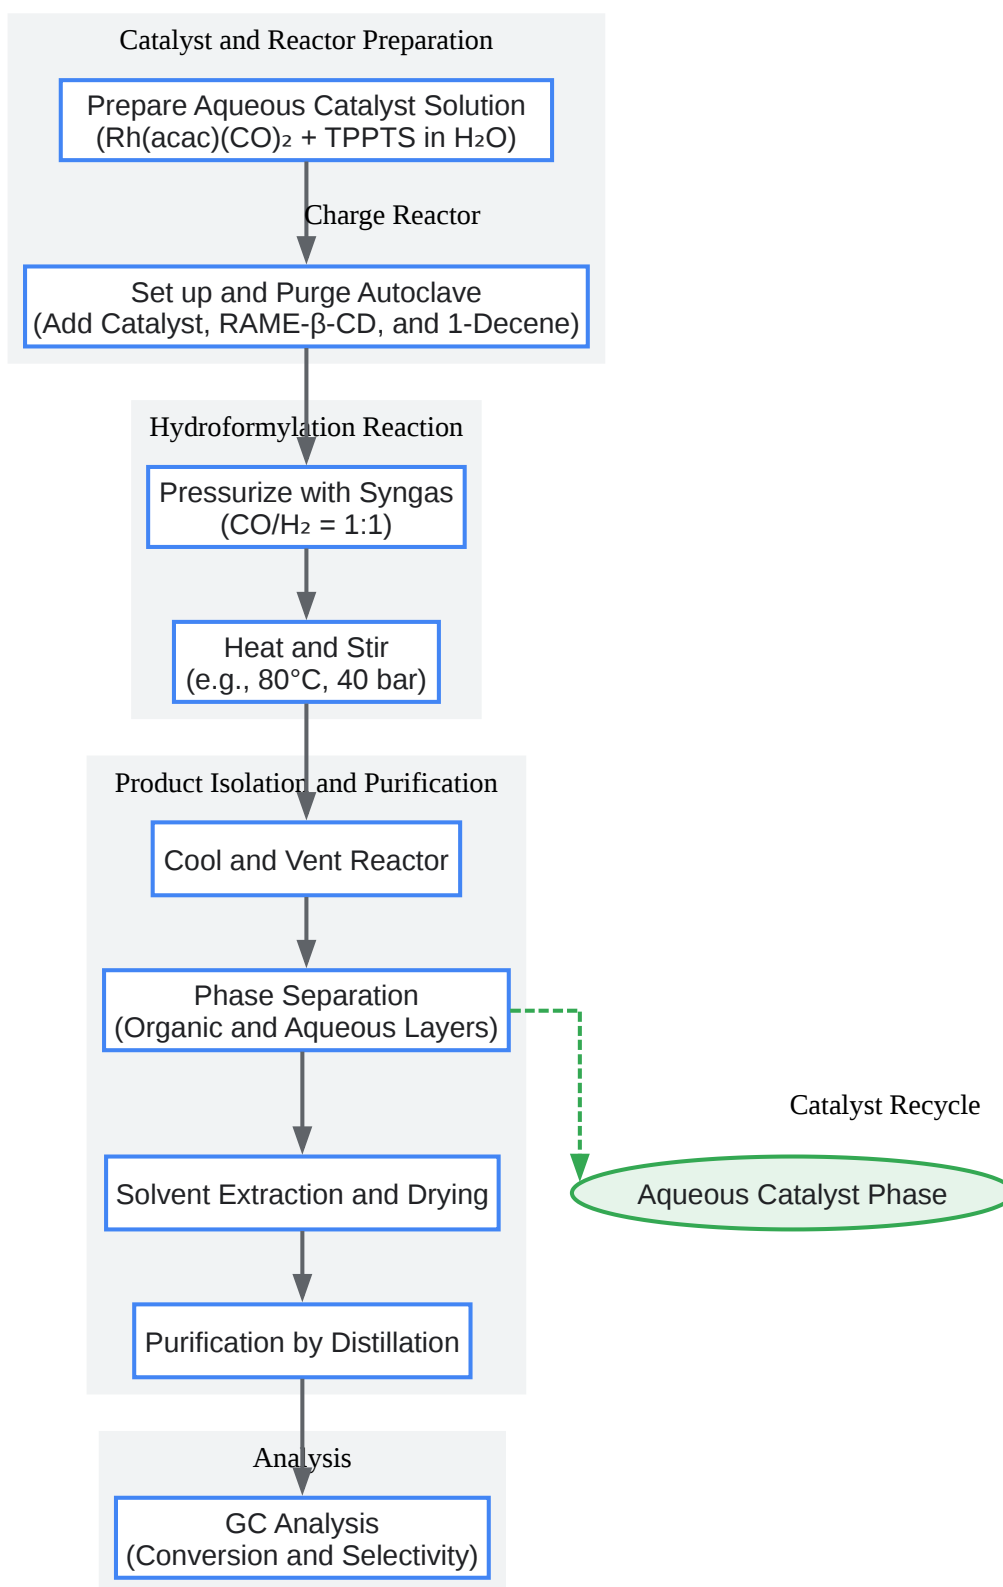 Catalyst and Reactor Preparation
Prepare Aqueous Catalyst Solution
(Rh(acac)(CO)₂ + TPPTS in H₂O)
Charge Reactor
Set up and Purge Autoclave
(Add Catalyst, RAME-β-CD, and 1-Decene)
Hydroformylation Reaction
Pressurize with Syngas
(CO/H₂ = 1:1)
Heat and Stir
(e.g., 80°C, 40 bar)
Product Isolation and Purification
Cool and Vent Reactor
Phase Separation
(Organic and Aqueous Layers)
Catalyst Recycle
Solvent Extraction and Drying
Aqueous Catalyst Phase
Purification by Distillation
Analysis
GC Analysis
(Conversion and Selectivity)